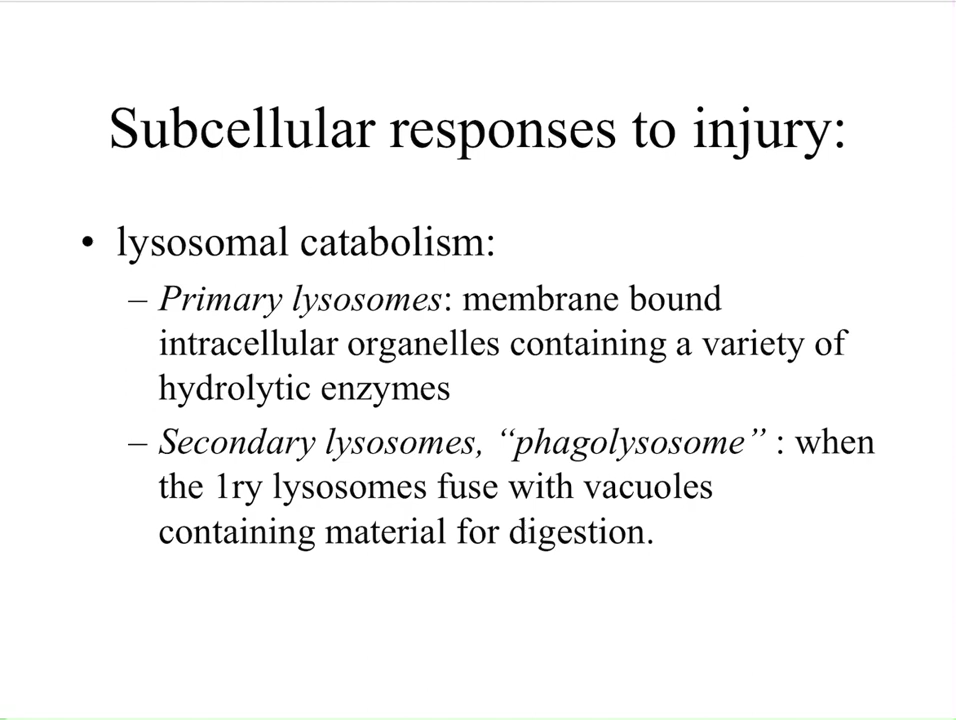 Subcellular responses to injury:
• lysosomal catabolism:
– Primary lysosomes: membrane bound
intracellular organelles containing a variety of
hydrolytic enzymes
– Secondary lysosomes, “phagolysosome” : when
the 1ry lysosomes fuse with vacuoles
containing material for digestion.